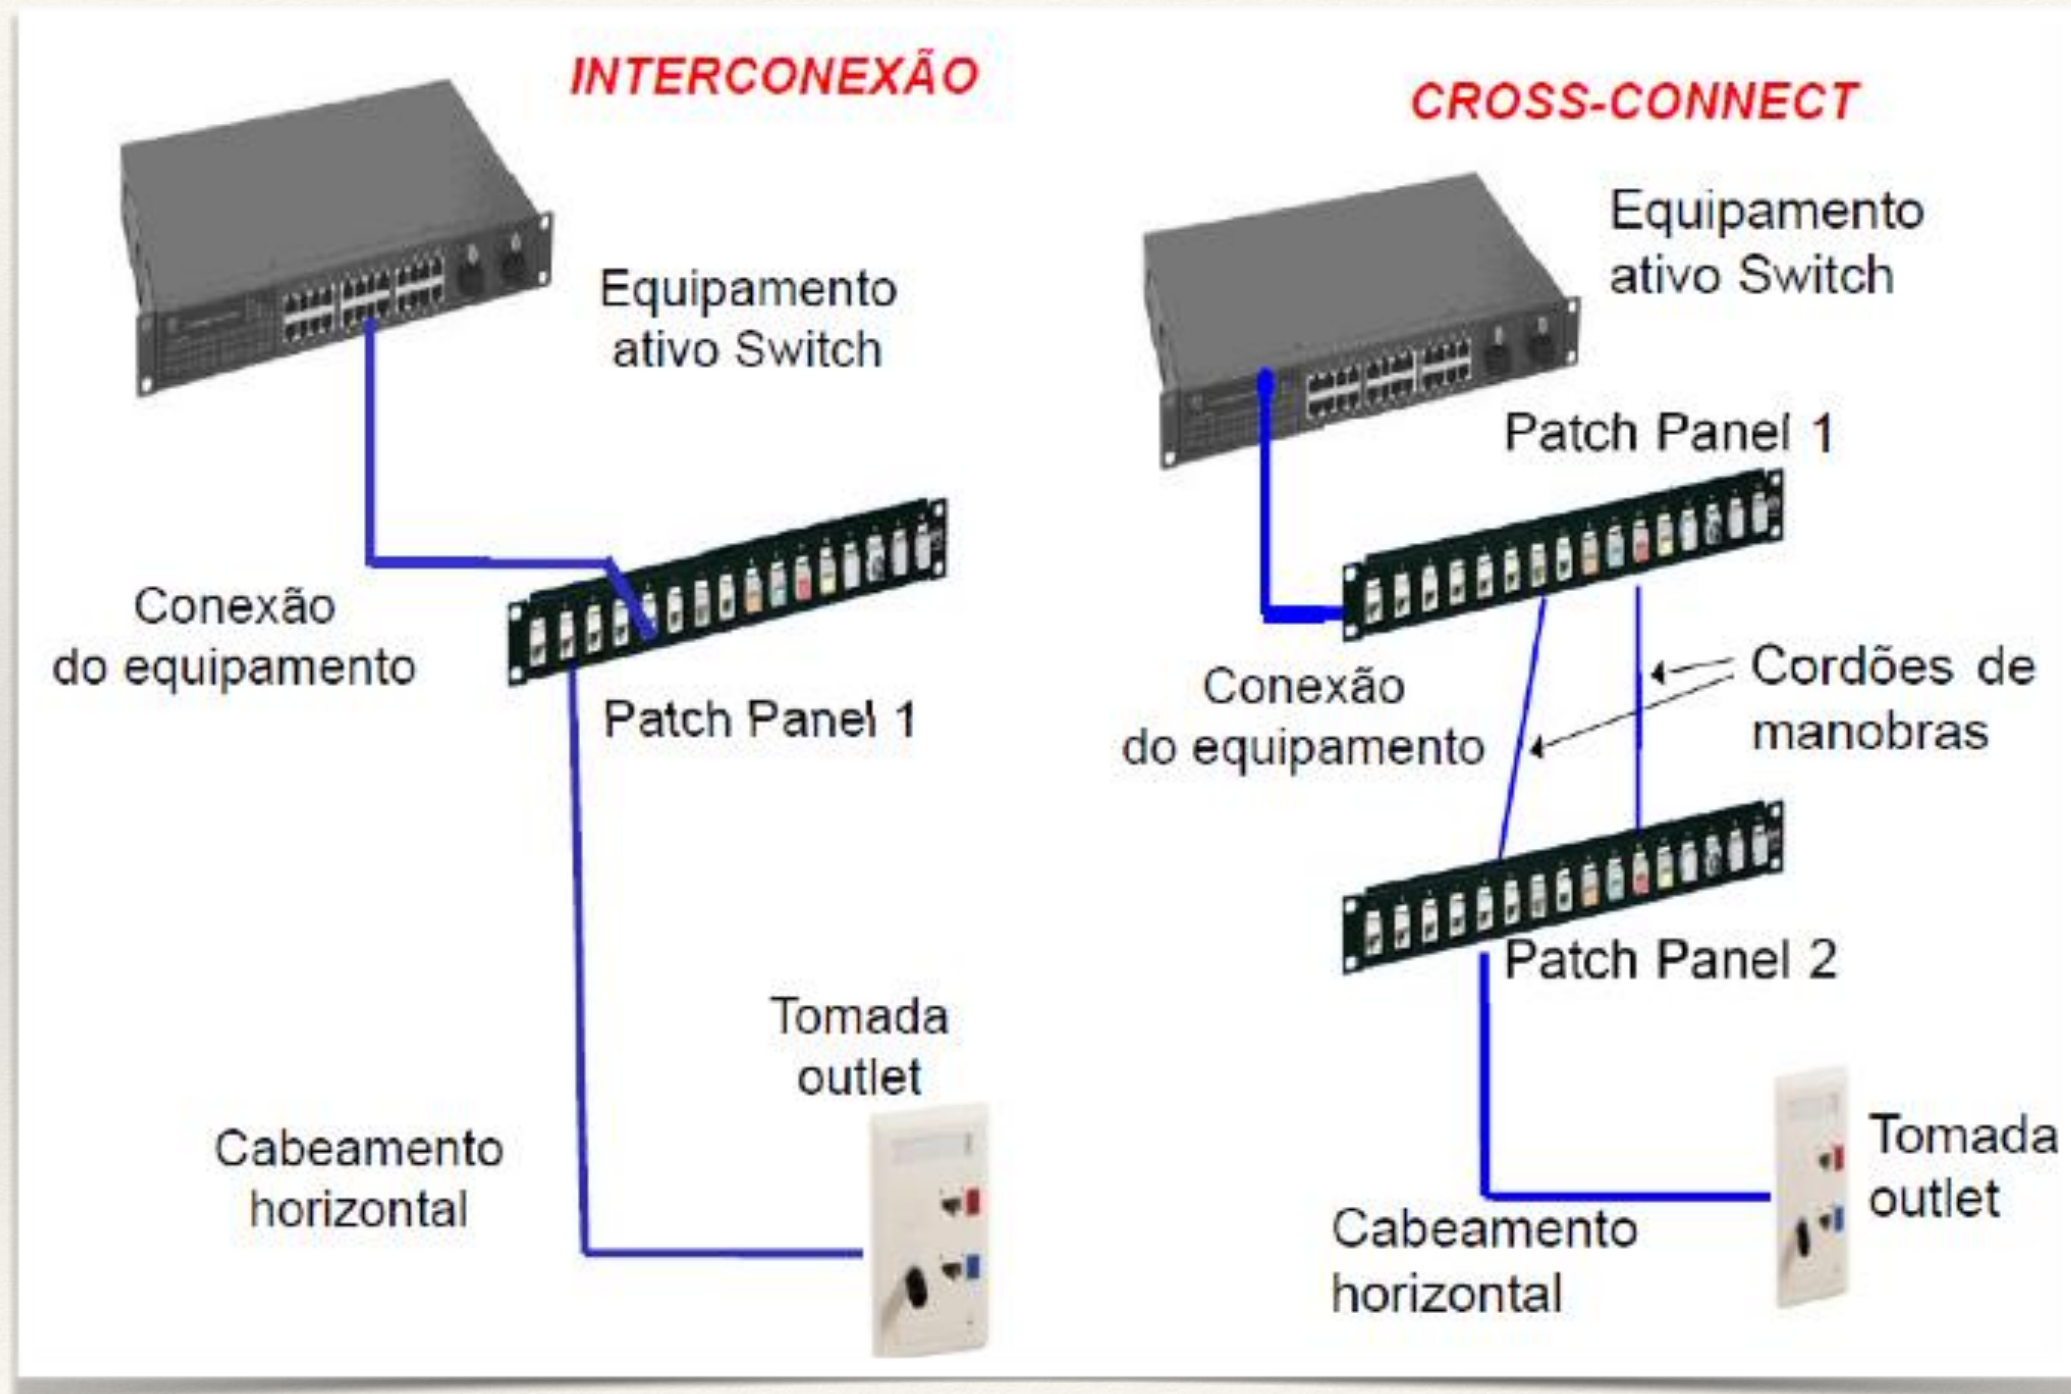 INTERCONEXÃO
Equipamento
ativo Switch
Conexão
do equipamento
Patch Panel 1
Tomada
outlet
Cabeamento
horizontal
CROSS-CONNECT
Equipamento
ativo Switch
Patch Panel 1
Conexão
do equipamento
Cordões de
manobras
Patch Panel 2
Tomada
outlet
Cabeamento
horizontal